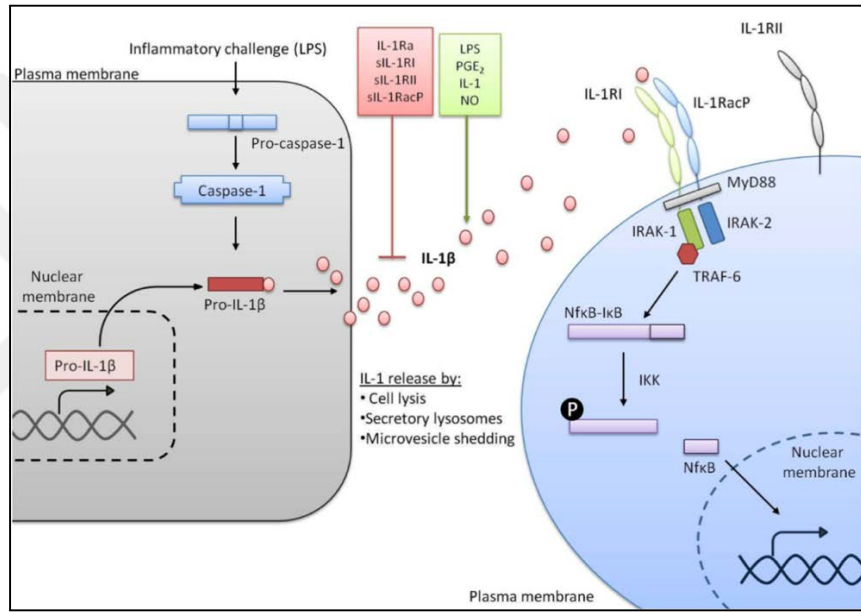 Inflammatory challenge (LPS)
Plasma membrane
Pro-caspase-1
Caspase-1
Nuclear
membrane
Pro-IL-1β
Pro-IL-1β
IL-1Ra
sIL-1RI
sIL-1RII
sIL-1RacP
LPS
PGE₂
IL-1
NO
IL-1β
IL-1 release by:
• Cell lysis
•Secretory lysosomes
•Microvesicle shedding
IL-1RII
IL-1RI
IL-1RacP
MyD88
IRAK-1
IRAK-2
TRAF-6
NfκB-IκB
IKK
P
NfκB
Nuclear
membrane
Plasma membrane